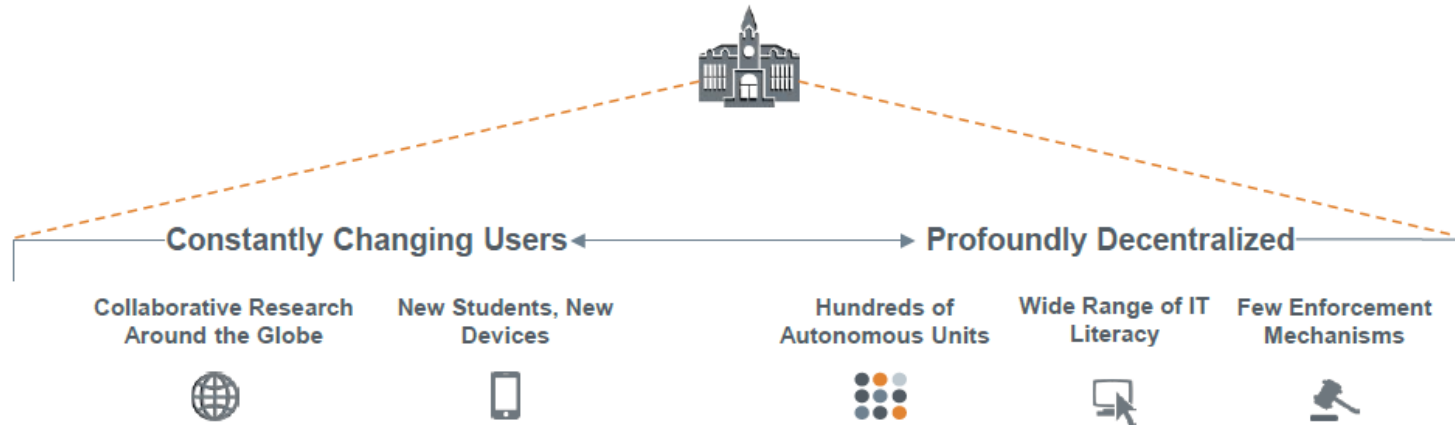 Constantly Changing Users
Profoundly Decentralized
Collaborative Research
Around the Globe
New Students, New
Devices
Hundreds of
Autonomous Units
Wide Range of IT
Literacy
Few Enforcement
Mechanisms